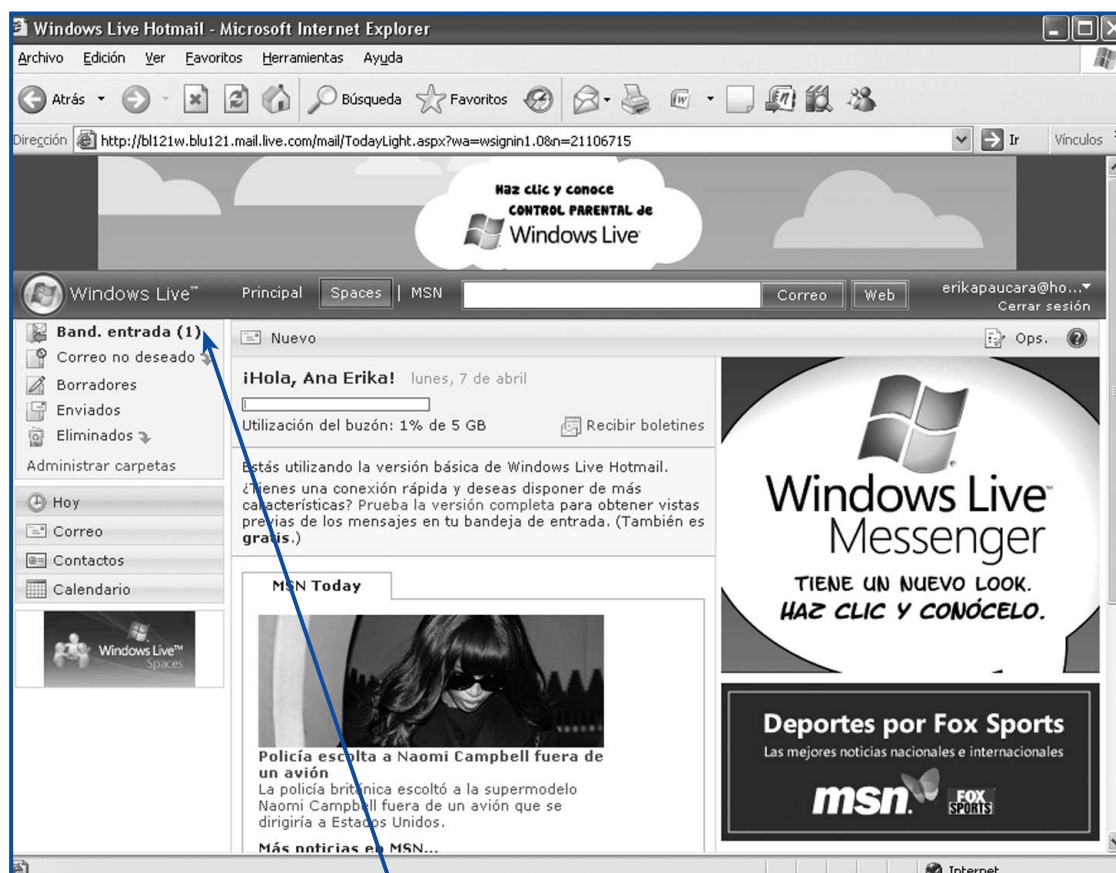 Windows Live Hotmail - Microsoft Internet Explorer
Archivo Edición Ver Favoritos Herramientas Ayuda
Atrás Búsqueda Favoritos
Dirección http://bl121w.blu121.mail.live.com/mail/TodayLight.aspx?wa=wsignin1.0&n=21106715 Ir Vínculos
Haz clic y conoce
CONTROL PARENTAL de
Windows Live
Windows Live™ Principal Spaces | MSN Correo Web erikapaucara@ho...
Cerrar sesión
Band. entrada (1)
Correo no deseado
Borradores
Enviados
Eliminados
Administrar carpetas
Hoy
Correo
Contactos
Calendario
Windows Live™
Spaces
Nuevo Ops.
¡Hola, Ana Erika! lunes, 7 de abril
Utilización del buzón: 1% de 5 GB Recibir boletines
Estás utilizando la versión básica de Windows Live Hotmail.
¿Tienes una conexión rápida y deseas disponer de más
características? Prueba la versión completa para obtener vistas
previas de los mensajes en tu bandeja de entrada. (También es
gratis.)
MSN Today
Policía escolta a Naomi Campbell fuera de
un avión
La policía británica escoltó a la supermodelo
Naomi Campbell fuera de un avión que se
dirigiría a Estados Unidos.
Más noticias en MSN...
Windows Live™
Messenger
TIENE UN NUEVO LOOK.
HAZ CLIC Y CONÓCELO.
Deportes por Fox Sports
Las mejores noticias nacionales e internacionales
msn. FOX
SPORTS
Internet